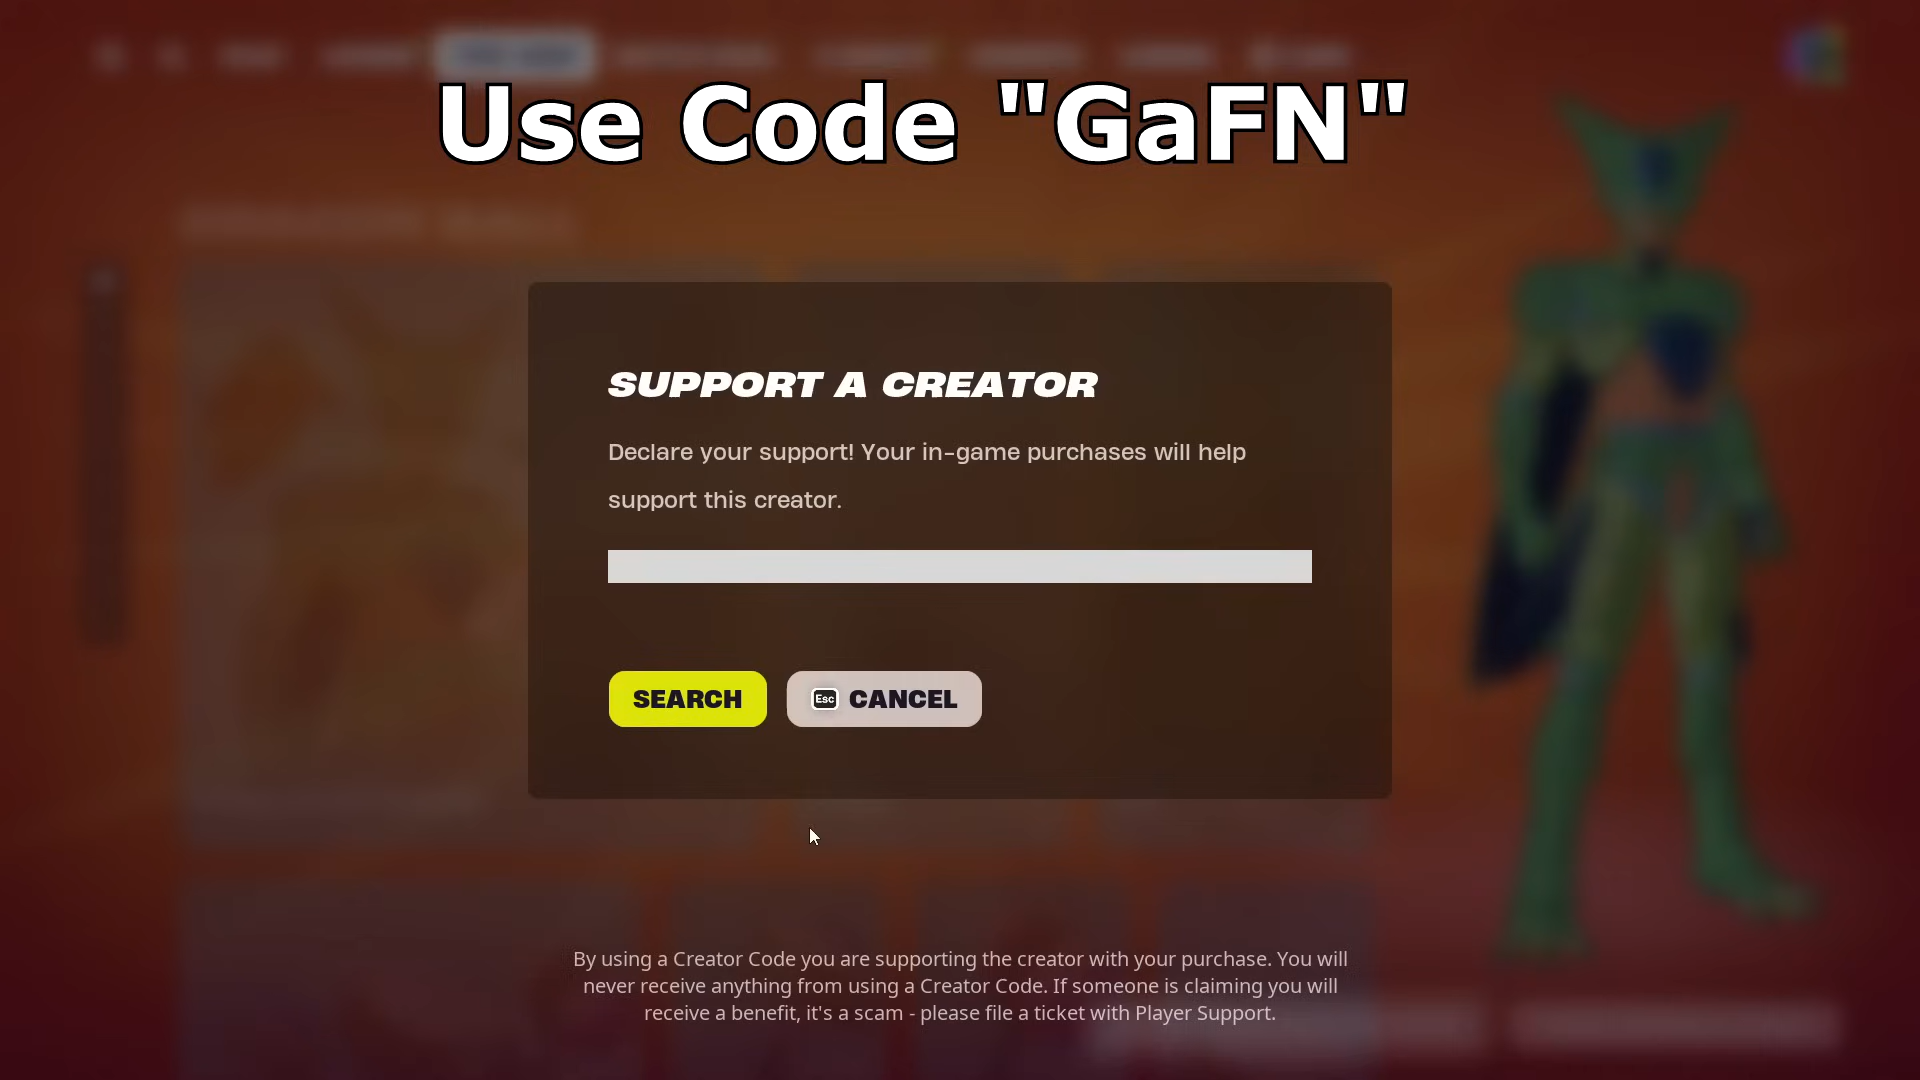 Use Code "GaFN"
SUPPORT A CREATOR
Declare your support! Your in-game purchases will help
support this creator.
SEARCH
Esc CANCEL
By using a Creator Code you are supporting the creator with your purchase. You will
never receive anything from using a Creator Code. If someone is claiming you will
receive a benefit, it's a scam - please file a ticket with Player Support.